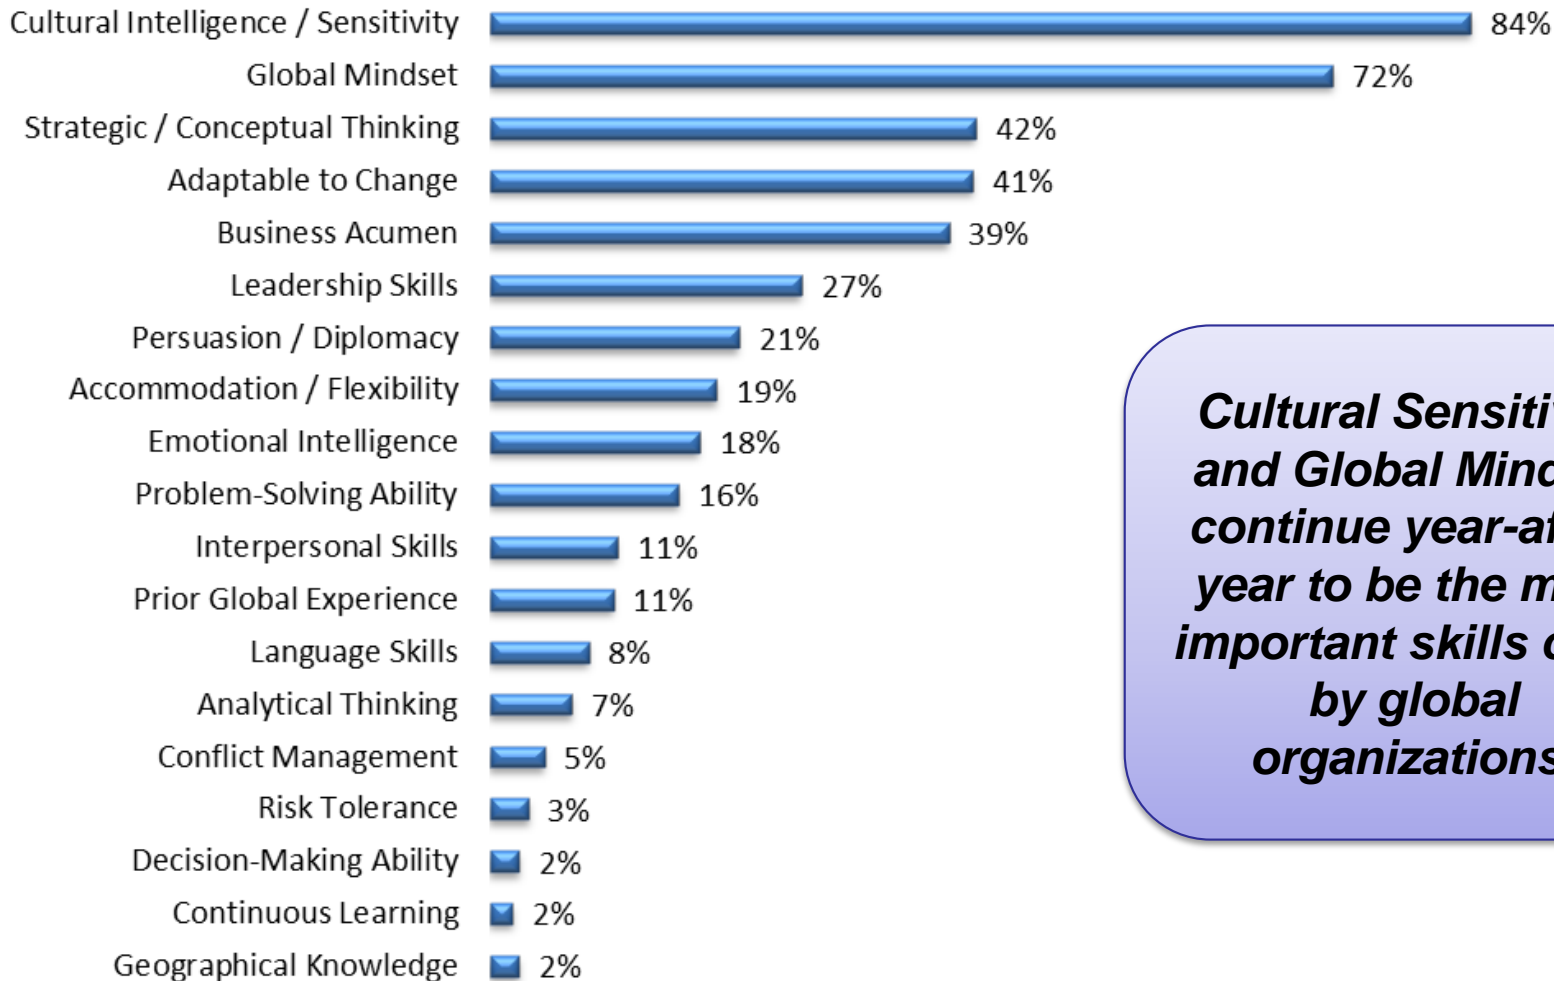 Cultural Intelligence / Sensitivity 84%
Global Mindset 72%
Strategic / Conceptual Thinking 42%
Adaptable to Change 41%
Business Acumen 39%
Leadership Skills 27%
Persuasion / Diplomacy 21%
Accommodation / Flexibility 19%
Emotional Intelligence 18%
Problem-Solving Ability 16%
Interpersonal Skills 11%
Prior Global Experience 11%
Language Skills 8%
Analytical Thinking 7%
Conflict Management 5%
Risk Tolerance 3%
Decision-Making Ability 2%
Continuous Learning 2%
Geographical Knowledge 2%
Cultural
and Global
continue
year to be the
important skills
by global
organizations